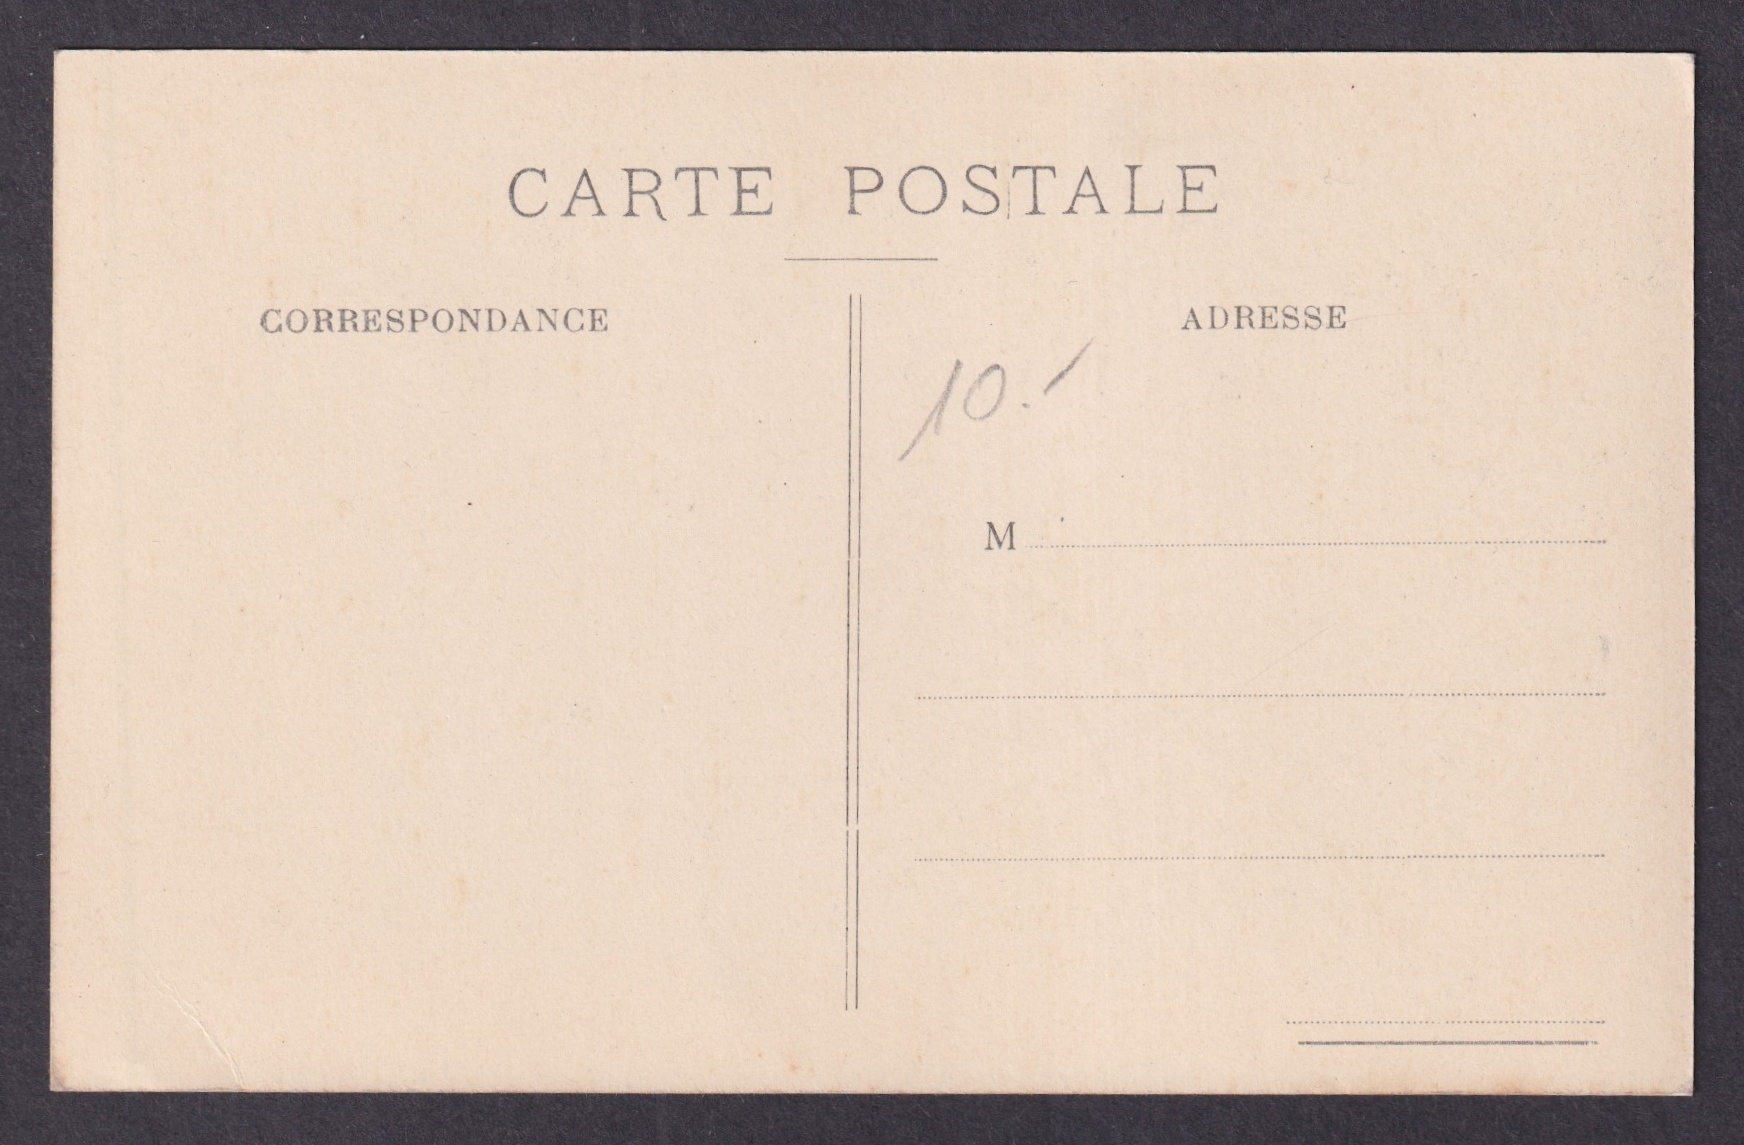 CARTE POSTALE
CORRESPONDANCE
ADRESSE
10.-
M